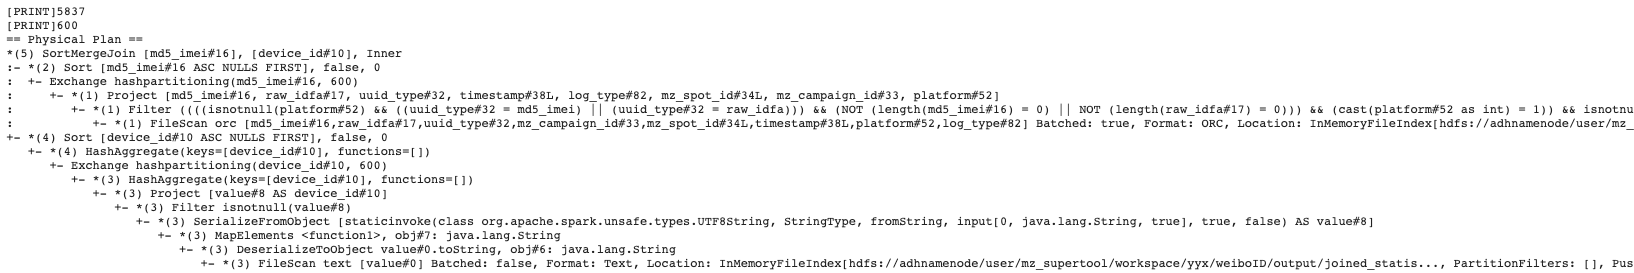 [PRINT]5837
[PRINT]600
== Physical Plan ==
*(5) SortMergeJoin [md5_imei#16], [device_id#10], Inner
:- *(2) Sort [md5_imei#16 ASC NULLS FIRST], false, 0
:  +- Exchange hashpartitioning(md5_imei#16, 600)
:     +- *(1) Project [md5_imei#16, raw_idfa#17, uuid_type#32, timestamp#38L, log_type#82, mz_spot_id#34L, mz_campaign_id#33, platform#52]
:        +- *(1) Filter ((((isnotnull(platform#52) && ((uuid_type#32 = md5_imei) || (uuid_type#32 = raw_idfa))) && (NOT (length(md5_imei#16) = 0) || NOT (length(raw_idfa#17) = 0))) && (cast(platform#52 as int) = 1)) && isnotnu
:           +- *(1) FileScan orc [md5_imei#16,raw_idfa#17,uuid_type#32,mz_campaign_id#33,mz_spot_id#34L,timestamp#38L,platform#52,log_type#82] Batched: true, Format: ORC, Location: InMemoryFileIndex[hdfs://adhnamenode/user/mz_
+- *(4) Sort [device_id#10 ASC NULLS FIRST], false, 0
   +- *(4) HashAggregate(keys=[device_id#10], functions=[])
      +- Exchange hashpartitioning(device_id#10, 600)
         +- *(3) HashAggregate(keys=[device_id#10], functions=[])
            +- *(3) Project [value#8 AS device_id#10]
               +- *(3) Filter isnotnull(value#8)
                  +- *(3) SerializeFromObject [staticinvoke(class org.apache.spark.unsafe.types.UTF8String, StringType, fromString, input[0, java.lang.String, true], true, false) AS value#8]
                     +- *(3) MapElements <function1>, obj#7: java.lang.String
                        +- *(3) DeserializeToObject value#0.toString, obj#6: java.lang.String
                           +- *(3) FileScan text [value#0] Batched: false, Format: Text, Location: InMemoryFileIndex[hdfs://adhnamenode/user/mz_supertool/workspace/yyx/weiboID/output/joined_statis..., PartitionFilters: [], Pus